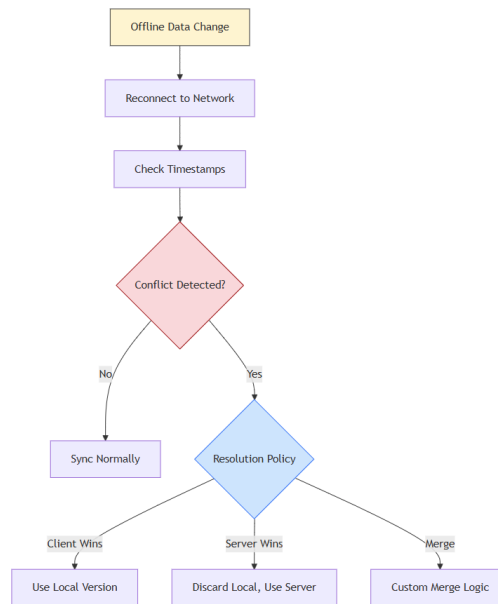 Offline Data Change
Reconnect to Network
Check Timestamps
Conflict Detected?
No
Yes
Sync Normally
Resolution Policy
Client Wins
Server Wins
Merge
Use Local Version
Discard Local, Use Server
Custom Merge Logic